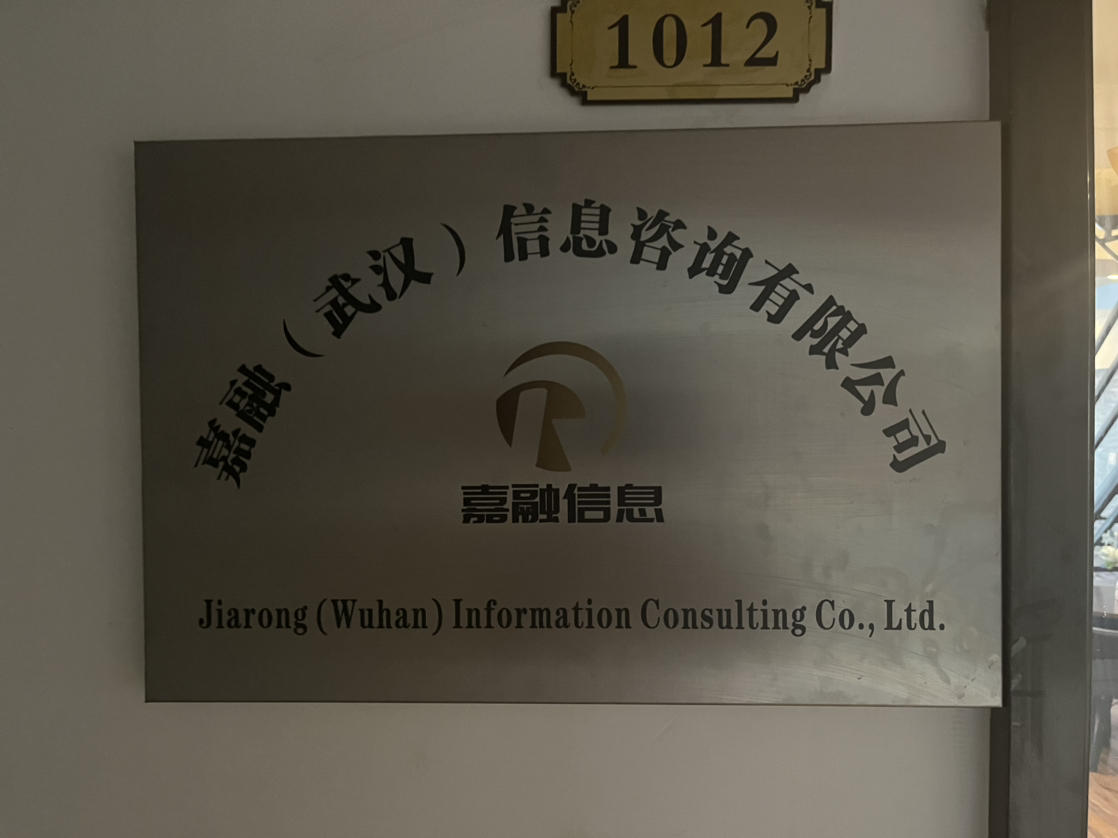 1012
嘉融（武汉）信息咨询有限公司
嘉融信息
Jiarong (Wuhan) Information Consulting Co., Ltd.